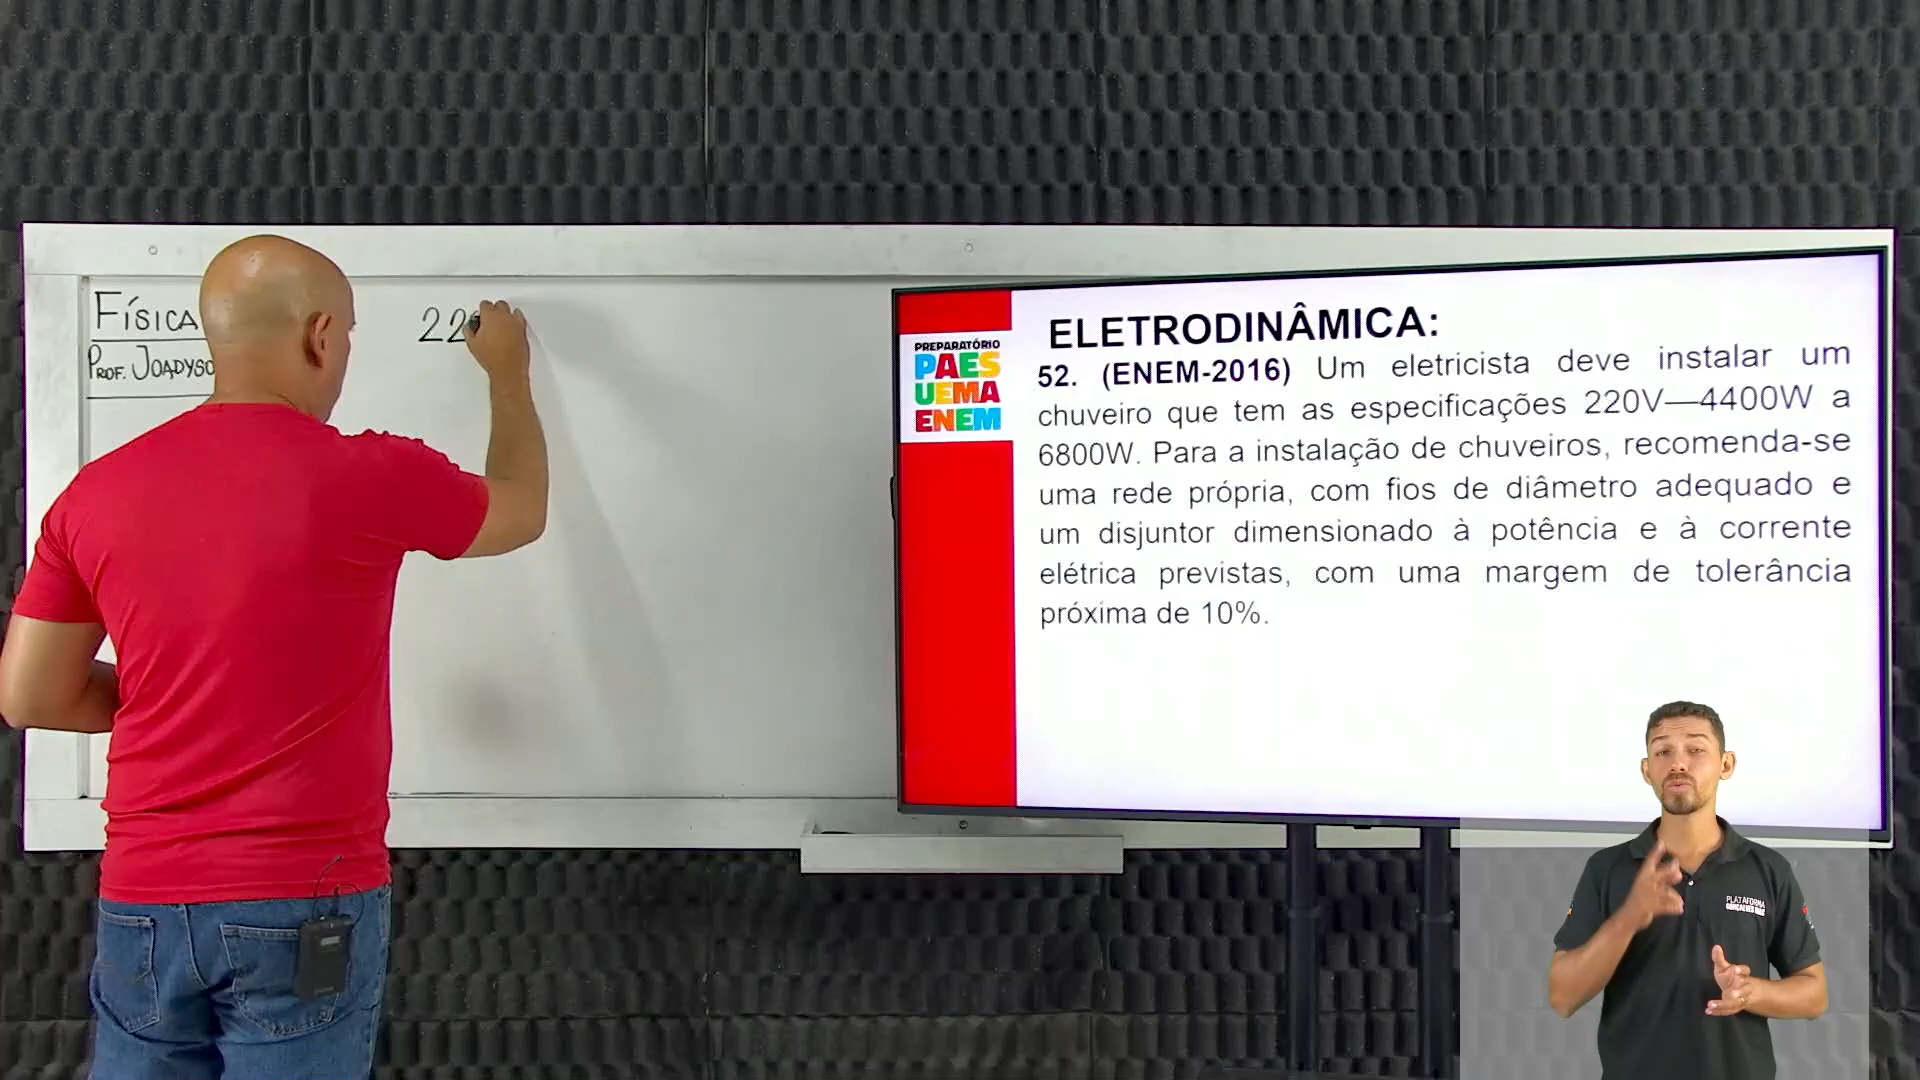 FÍSICA
PROF. JOADYSO
22
PREPARATÓRIO
PAES
UEMA
ENEM
ELETRODINÂMICA:
52. (ENEM-2016) Um eletricista deve instalar um
chuveiro que tem as especificações 220V—4400W a
6800W. Para a instalação de chuveiros, recomenda-se
uma rede própria, com fios de diâmetro adequado e
um disjuntor dimensionado à potência e à corrente
elétrica previstas, com uma margem de tolerância
próxima de 10%.
PLATAFORMA
GONÇALVES DIAS